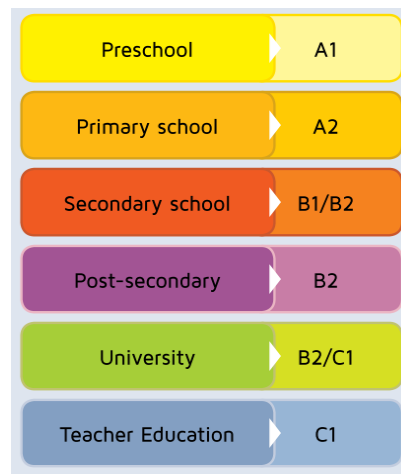 Preschool A1
Primary school A2
Secondary school B1/B2
Post-secondary B2
University B2/C1
Teacher Education C1